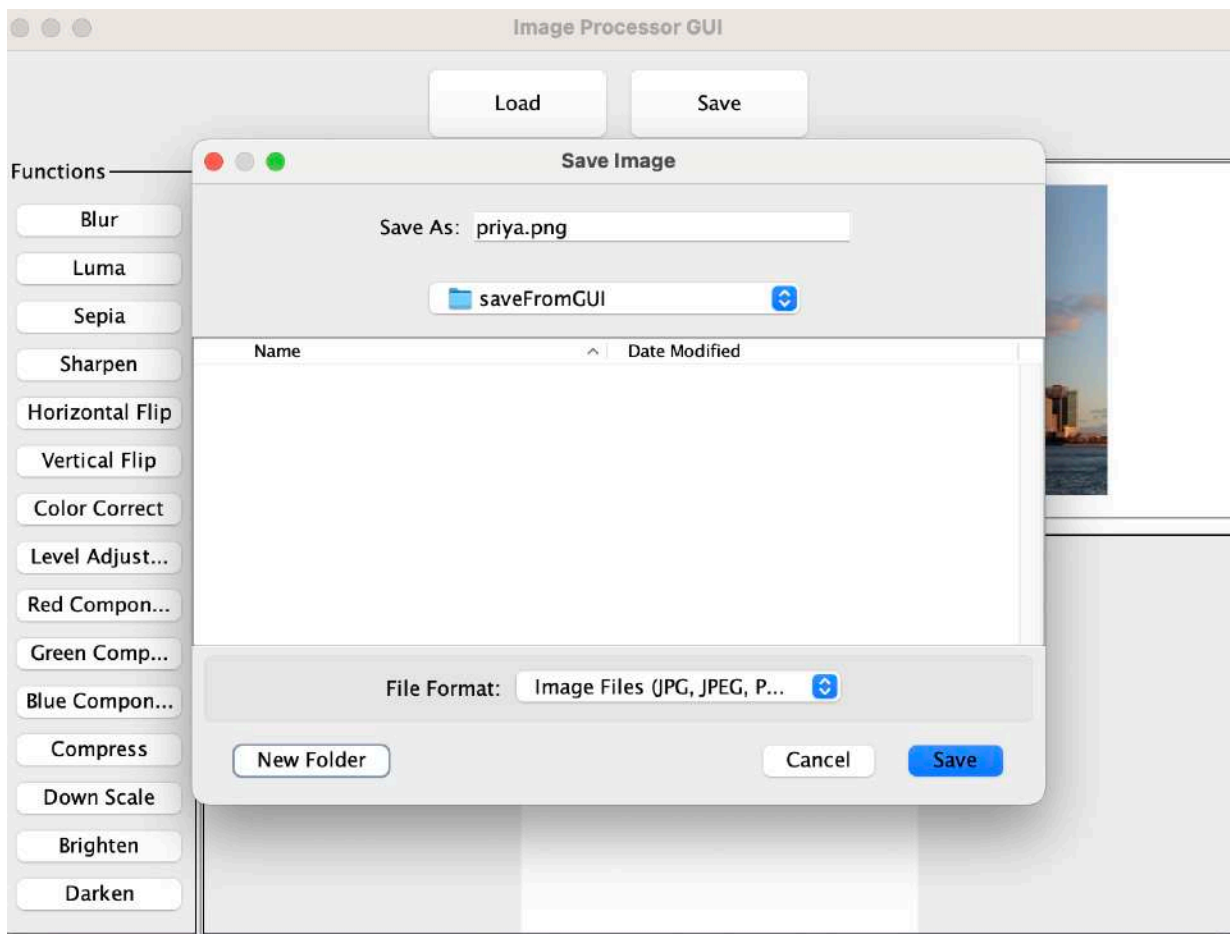 Image Processor GUI
Load
Save
Functions
Blur
Luma
Sepia
Sharpen
Horizontal Flip
Vertical Flip
Color Correct
Level Adjust...
Red Compon...
Green Comp...
Blue Compon...
Compress
Down Scale
Brighten
Darken
Save Image
Save As: priya.png
saveFromGUI
Name Date Modified
File Format: Image Files (JPG, JPEG, P...
New Folder Cancel Save